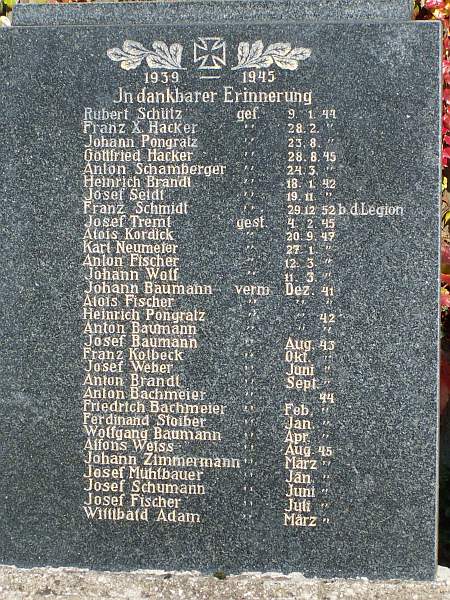 1939 – 1945
Jn dankbarer Erinnerung
Rubert Schütz gef. 9. 1. 44
Franz X. Hacker " 28. 2. "
Johann Pongratz " 23. 8. "
Gottfried Hacker " 28. 8. 45
Anton Schamberger " 24. 3. "
Heinrich Brandt " 18. 1. 42
Josef Seidl " 19. 11. "
Franz Schmidt " 29. 12. 52 b. d. Legion
Josef Treml gest. 4. 2. 45
Alois Kordick " 20. 9. 47
Karl Neumeier " 27. 1. "
Anton Fischer " 12. 3. "
Johann Wolf " 11. 3. "
Johann Baumann verm. Dez. 41
Alois Fischer " " "
Heinrich Pongratz " " 42
Anton Baumann " " "
Josef Baumann " Aug. 43
Franz Kolbeck " Okt. "
Josef Weber " Juni "
Anton Brandt " Sept. "
Anton Bachmeier " " 44
Friedrich Bachmeier " Feb. "
Ferdinand Stoiber " Jan. "
Wolfgang Baumann " Apr. "
Alfons Weiss " Aug. 45
Johann Zimmermann " März "
Josef Mühlbauer " Jan. "
Josef Schumann " Juni "
Josef Fischer " Juli "
Willibald Adam " März "